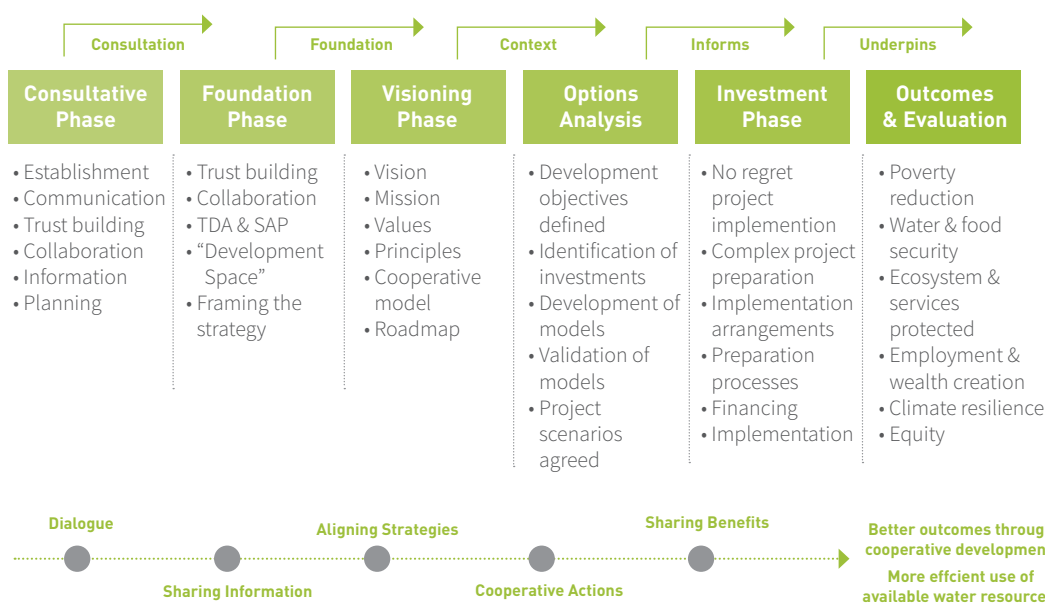 Consultation
Foundation
Context
Informs
Underpins
Consultative
Phase
Foundation
Phase
Visioning
Phase
Options
Analysis
Investment
Phase
Outcomes
& Evaluation
• Establishment
• Communication
• Trust building
• Collaboration
• Information
• Planning
• Trust building
• Collaboration
• TDA & SAP
• “Development
Space”
• Framing the
strategy
• Vision
• Mission
• Values
• Principles
• Cooperative
model
• Roadmap
• Development
objectives
defined
• Identification of
investments
• Development of
models
• Validation of
models
• Project
scenarios
agreed
• No regret
project
implemention
• Complex project
preparation
• Implementation
arrangements
• Preparation
processes
• Financing
• Implementation
• Poverty
reduction
• Water & food
security
• Ecosystem &
services
protected
• Employment &
wealth creation
• Climate resilience
• Equity
Dialogue
Sharing Information
Aligning Strategies
Cooperative Actions
Sharing Benefits
Better outcomes throug
cooperative developmen
More effcient use of
available water resource